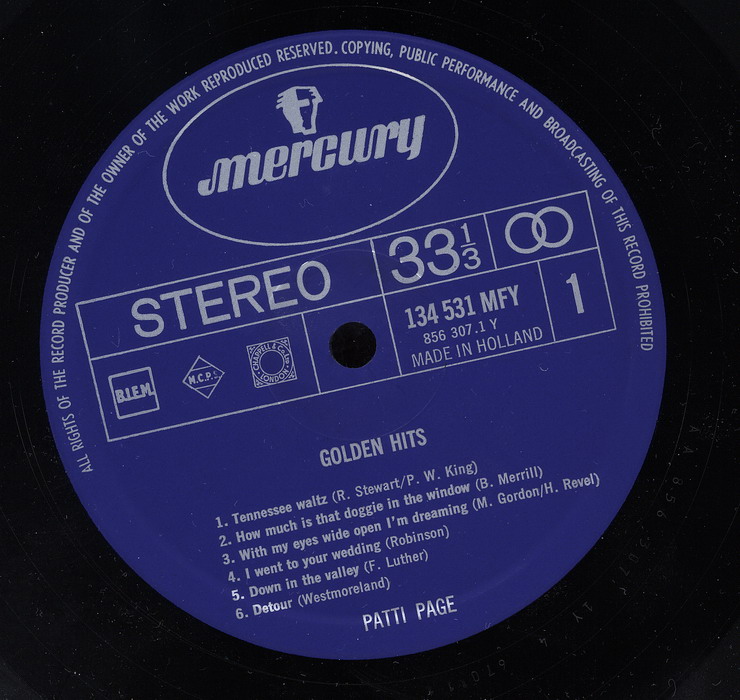 ALL RIGHTS OF THE RECORD PRODUCER AND OF THE OWNER OF THE WORK REPRODUCED RESERVED. COPYING, PUBLIC PERFORMANCE AND BROADCASTING OF THIS RECORD PROHIBITED
mercury
STEREO
33 1/3
B.I.E.M.
M.C.P.S.
CHAPPELL & Co. Ltd.
LONDON
134 531 MFY
856 307.1 Y
MADE IN HOLLAND
1
GOLDEN HITS
1. Tennessee waltz (R. Stewart/P. W. King)
2. How much is that doggie in the window (B. Merrill)
3. With my eyes wide open I'm dreaming (M. Gordon/H. Revel)
4. I went to your wedding (Robinson)
5. Down in the valley (F. Luther)
6. Detour (Westmoreland)
PATTI PAGE